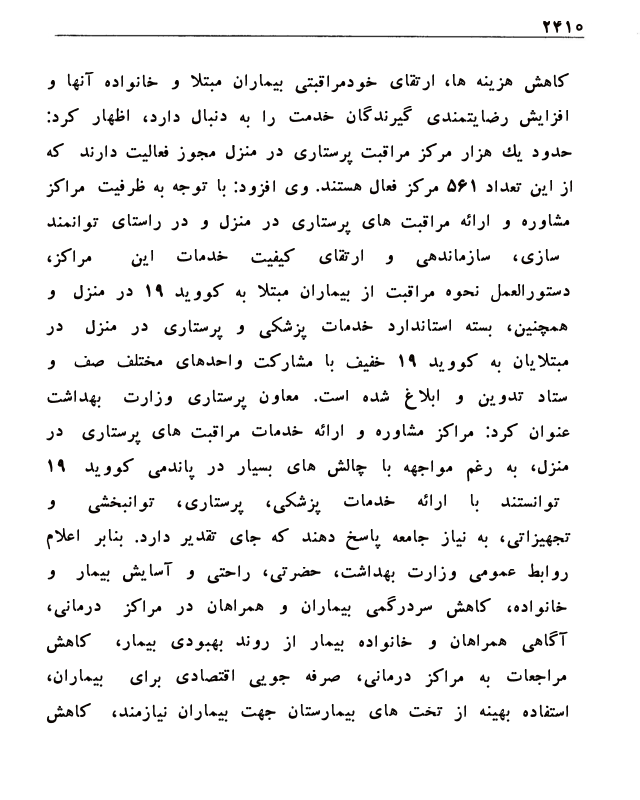 ۲۴۱۰
کاهش هزینه ها، ارتقای خودمراقبتی بیماران مبتلا و خانواده آنها و
افزایش رضایتمندی گیرندگان خدمت را به دنبال دارد، اظهار کرد:
حدود یك هزار مرکز مراقبت پرستاری در منزل مجوز فعالیت دارند که
از این تعداد ۵۶۱ مرکز فعال هستند. وی افزود: با توجه به ظرفیت مراکز
مشاوره و ارائه مراقبت های پرستاری در منزل و در راستای توانمند
سازی، سازماندهی و ارتقای کیفیت خدمات این مراکز،
دستورالعمل نحوه مراقبت از بیماران مبتلا به کووید ۱۹ در منزل و
همچنین، بسته استاندارد خدمات پزشکی و پرستاری در منزل در
مبتلایان به کووید ۱۹ خفیف با مشارکت واحدهای مختلف صف و
ستاد تدوین و ابلاغ شده است. معاون پرستاری وزارت بهداشت
عنوان کرد: مراکز مشاوره و ارائه خدمات مراقبت های پرستاری در
منزل، به رغم مواجهه با چالش های بسیار در پاندمی کووید ۱۹
توانستند با ارائه خدمات پزشکی، پرستاری، توانبخشی و
تجهیزاتی، به نیاز جامعه پاسخ دهند که جای تقدیر دارد. بنابر اعلام
روابط عمومی وزارت بهداشت، حضرتی، راحتی و آسایش بیمار و
خانواده، کاهش سردرگمی بیماران و همراهان در مراکز درمانی،
آگاهی همراهان و خانواده بیمار از روند بهبودی بیمار، کاهش
مراجعات به مراکز درمانی، صرفه جویی اقتصادی برای بیماران،
استفاده بهینه از تخت های بیمارستان جهت بیماران نیازمند، کاهش